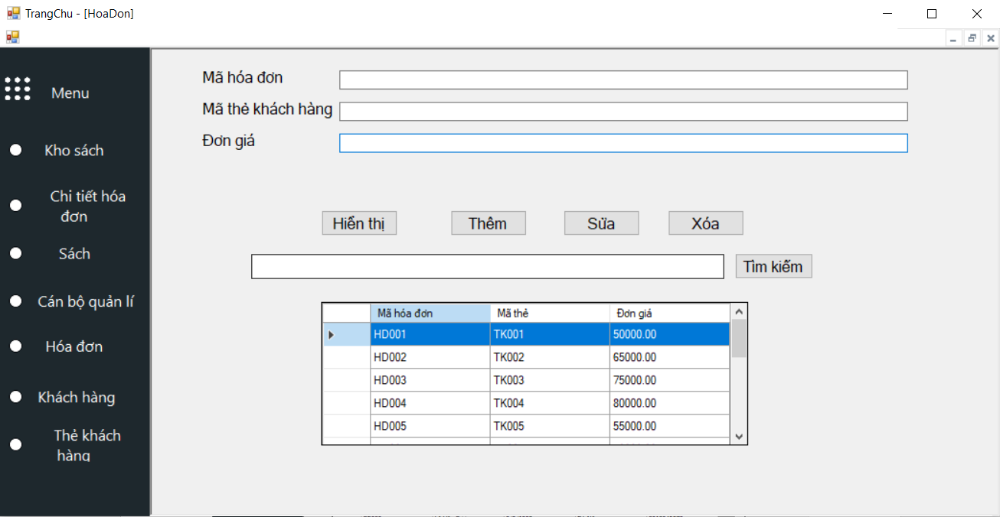 TrangChu - [HoaDon]
Menu
Kho sách
Chi tiết hóa
đơn
Sách
Cán bộ quản lí
Hóa đơn
Khách hàng
Thẻ khách
hàng
Mã hóa đơn
Mã thẻ khách hàng
Đơn giá
Hiển thị Thêm Sửa Xóa
Tìm kiếm
Mã hóa đơn Mã thẻ Đơn giá
HD001 TK001 50000.00
HD002 TK002 65000.00
HD003 TK003 75000.00
HD004 TK004 80000.00
HD005 TK005 55000.00